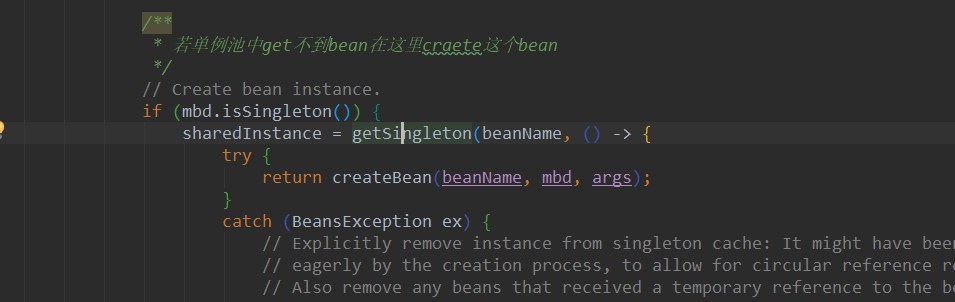 /**
* 若单例池中get不到bean在这里craete这个bean
*/
// Create bean instance.
if (mbd.isSingleton()) {
sharedInstance = getSingleton(beanName, () -> {
try {
return createBean(beanName, mbd, args);
}
catch (BeansException ex) {
// Explicitly remove instance from singleton cache: It might have been
// eagerly by the creation process, to allow for circular reference
// Also remove any beans that received a temporary reference to the